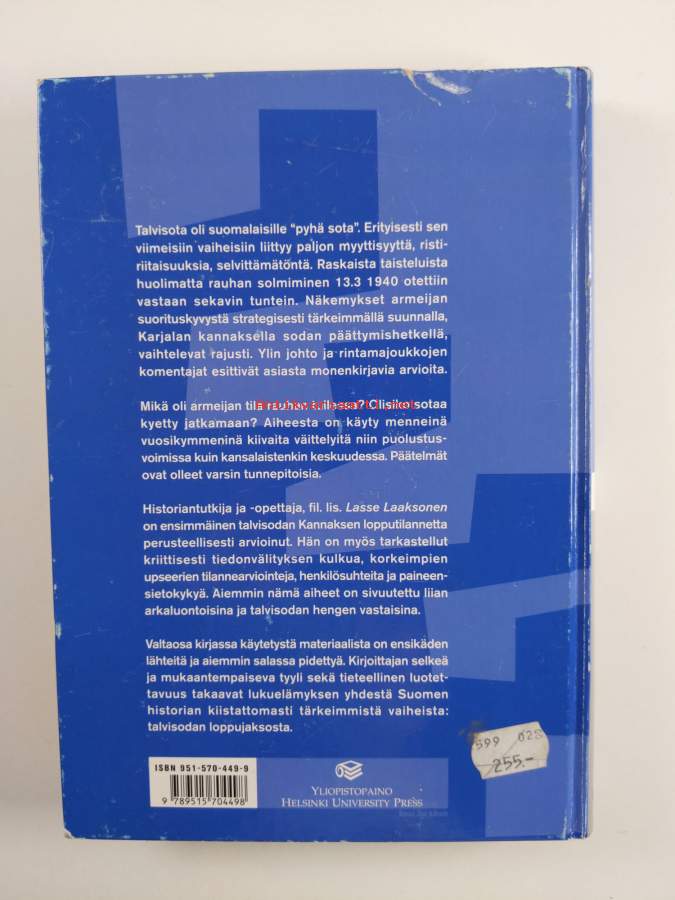 Talvisota oli suomalaisille "pyhä sota". Erityisesti sen
viimeisiin vaiheisiin liittyy paljon myyttisyyttä, risti-
riitaisuuksia, selvittämätöntä. Raskaista taisteluista
huolimatta rauhan solmiminen 13.3 1940 otettiin
vastaan sekavin tuntein. Näkemykset armeijan
suorituskyvystä strategisesti tärkeimmällä suunnalla,
Karjalan kannaksella sodan päättymishetkellä,
vaihtelevat rajusti. Ylin johto ja rintamajoukkojen
komentajat esittivät asiasta monenkirjavia arvioita.
Mikä oli armeijan tila rauhan tullessa? Olisiko sotaa
kyetty jatkamaan? Aiheesta on käyty menneinä
vuosikymmeninä kiivaita väittelyitä niin puolustus-
voimissa kuin kansalaistenkin keskuudessa. Päätelmät
ovat olleet varsin tunnepitoisia.
Historiantutkija ja -opettaja, fil. lis. Lasse Laaksonen
on ensimmäinen talvisodan Kannaksen lopputilannetta
perusteellisesti arvioinut. Hän on myös tarkastellut
kriittisesti tiedonvälityksen kulkua, korkeimpien
upseerien tilannearviointeja, henkilösuhteita ja paineen-
sietokykyä. Aiemmin nämä aiheet on sivuutettu liian
arkaluontoisina ja talvisodan hengen vastaisina.
Valtaosa kirjassa käytetystä materiaalista on ensikäden
lähteitä ja aiemmin salassa pidettyä. Kirjoittajan selkeä
ja mukaantempaiseva tyyli sekä tieteellinen luotet-
tavuus takaavat lukuelämyksen yhdestä Suomen
historian kiistattomasti tärkeimmistä vaiheista:
talvisodan loppujaksosta.
599 028
255.-
ISBN 951-570-449-9
9 789515 704498
YLIOPISTOPAINO
HELSINKI UNIVERSITY PRESS